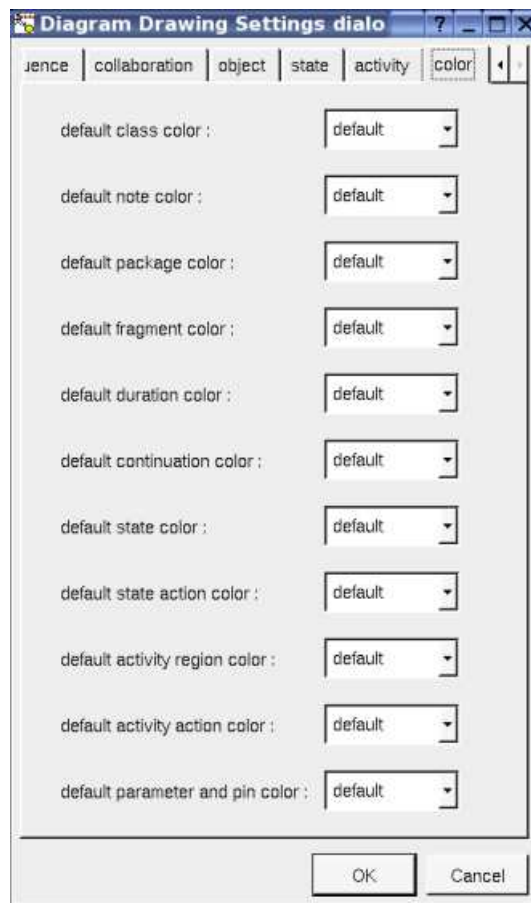 Diagram Drawing Settings dialo ?
uence collaboration object state activity color
default class color : default
default note color : default
default package color : default
default fragment color : default
default duration color : default
default continuation color : default
default state color : default
default state action color : default
default activity region color : default
default activity action color : default
default parameter and pin color : default
OK Cancel